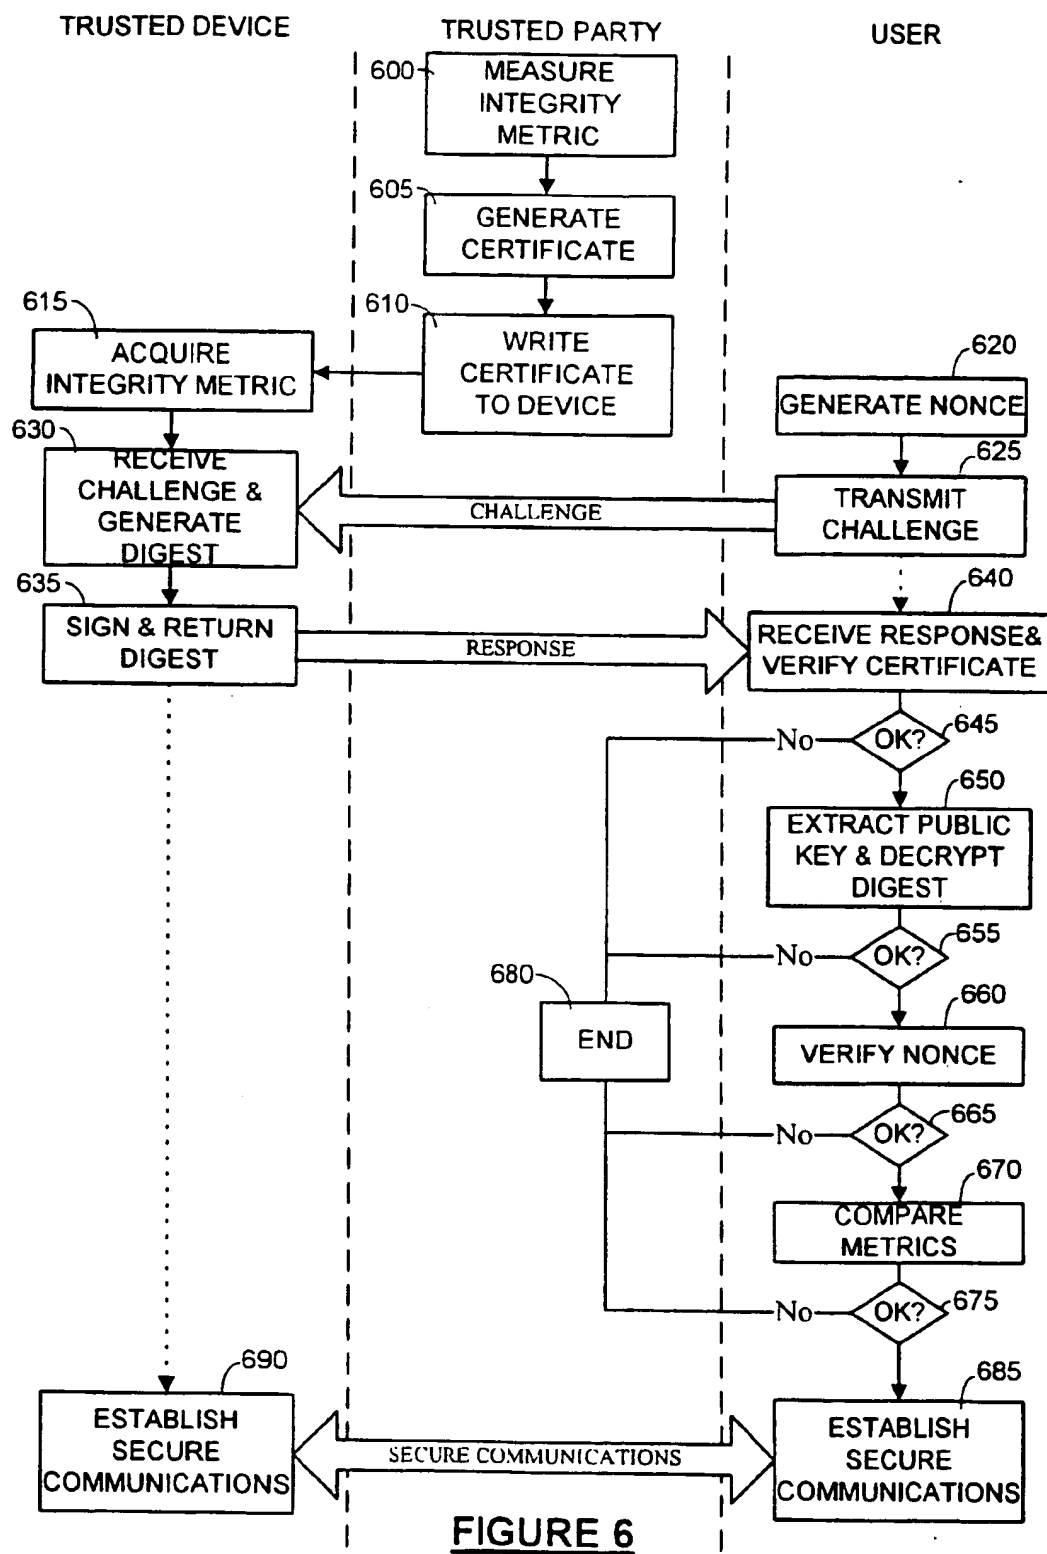 TRUSTED DEVICE
TRUSTED PARTY
USER
600
MEASURE
INTEGRITY
METRIC
605
GENERATE
CERTIFICATE
610
WRITE
CERTIFICATE
TO DEVICE
615
ACQUIRE
INTEGRITY METRIC
620
GENERATE NONCE
625
TRANSMIT
CHALLENGE
CHALLENGE
630
RECEIVE
CHALLENGE &
GENERATE
DIGEST
635
SIGN & RETURN
DIGEST
RESPONSE
640
RECEIVE RESPONSE&
VERIFY CERTIFICATE
No
OK?
645
650
EXTRACT PUBLIC
KEY & DECRYPT
DIGEST
No
OK?
655
680
END
660
VERIFY NONCE
No
OK?
665
670
COMPARE
METRICS
No
OK?
675
690
ESTABLISH
SECURE
COMMUNICATIONS
SECURE COMMUNICATIONS
685
ESTABLISH
SECURE
COMMUNICATIONS
FIGURE 6